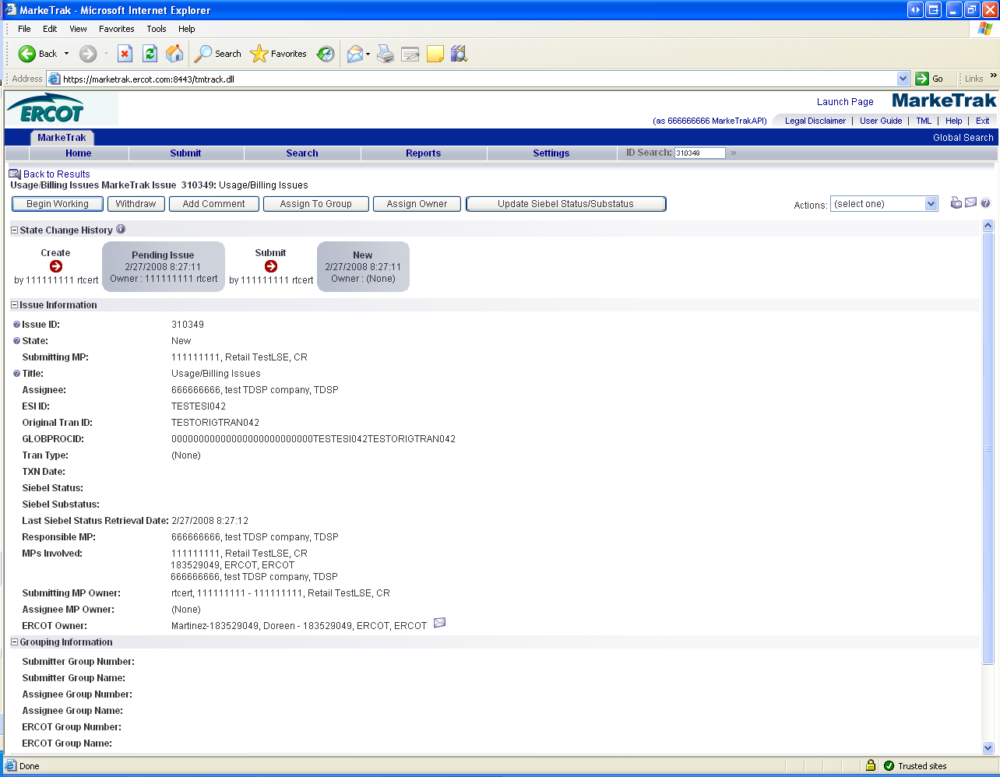 MarkeTrak - Microsoft Internet Explorer
File Edit View Favorites Tools Help
Back Search Favorites
Address https://marketrak.ercot.com:8443/tmtrack.dll Go Links »
ERCOT
Launch Page MarkeTrak
(as 666666666 MarkeTrakAPI) Legal Disclaimer | User Guide | TML | Help | Exit
MarkeTrak Global Search
Home Submit Search Reports Settings ID Search: 310349 »
Back to Results
Usage/Billing Issues MarkeTrak Issue 310349: Usage/Billing Issues
Begin Working Withdraw Add Comment Assign To Group Assign Owner Update Siebel Status/Substatus Actions: (select one)
State Change History
Create
by 111111111 rtcert
Pending Issue
2/27/2008 8:27:11
Owner : 111111111 rtcert
Submit
by 111111111 rtcert
New
2/27/2008 8:27:11
Owner : (None)
Issue Information
Issue ID: 310349
State: New
Submitting MP: 111111111, Retail TestLSE, CR
Title: Usage/Billing Issues
Assignee: 666666666, test TDSP company, TDSP
ESI ID: TESTESI042
Original Tran ID: TESTORIGTRAN042
GLOBPROCID: 00000000000000000000000000TESTESI042TESTORIGTRAN042
Tran Type: (None)
TXN Date:
Siebel Status:
Siebel Substatus:
Last Siebel Status Retrieval Date: 2/27/2008 8:27:12
Responsible MP: 666666666, test TDSP company, TDSP
MPs Involved: 111111111, Retail TestLSE, CR
183529049, ERCOT, ERCOT
666666666, test TDSP company, TDSP
Submitting MP Owner: rtcert, 111111111 - 111111111, Retail TestLSE, CR
Assignee MP Owner: (None)
ERCOT Owner: Martinez-183529049, Doreen - 183529049, ERCOT, ERCOT
Grouping Information
Submitter Group Number:
Submitter Group Name:
Assignee Group Number:
Assignee Group Name:
ERCOT Group Number:
ERCOT Group Name:
Done Trusted sites